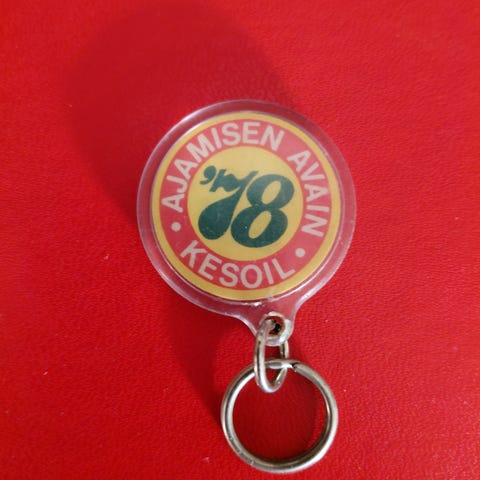 AJAMISEN AVAIN
'78
• KESOIL •